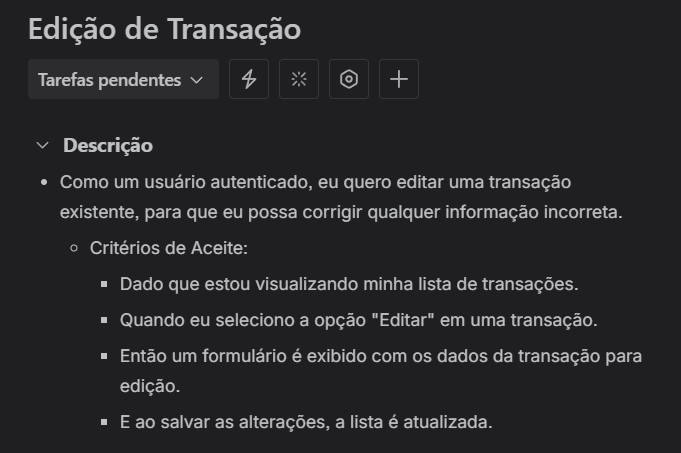 Edição de Transação
Tarefas pendentes
Descrição
Como um usuário autenticado, eu quero editar uma transação
existente, para que eu possa corrigir qualquer informação incorreta.
Critérios de Aceite:
Dado que estou visualizando minha lista de transações.
Quando eu seleciono a opção "Editar" em uma transação.
Então um formulário é exibido com os dados da transação para
edição.
E ao salvar as alterações, a lista é atualizada.